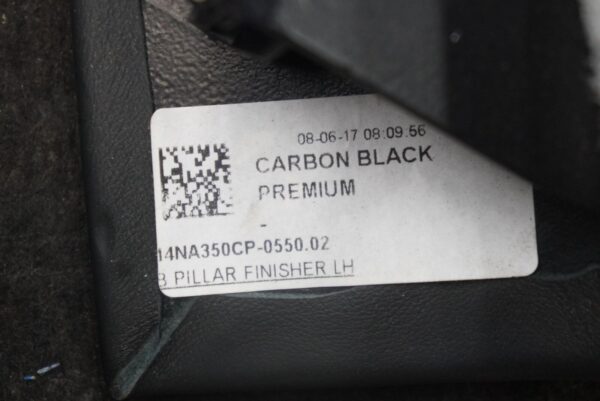 08-06-17 08:09:56
CARBON BLACK
PREMIUM
-
14NA350CP-0550.02
B PILLAR FINISHER LH